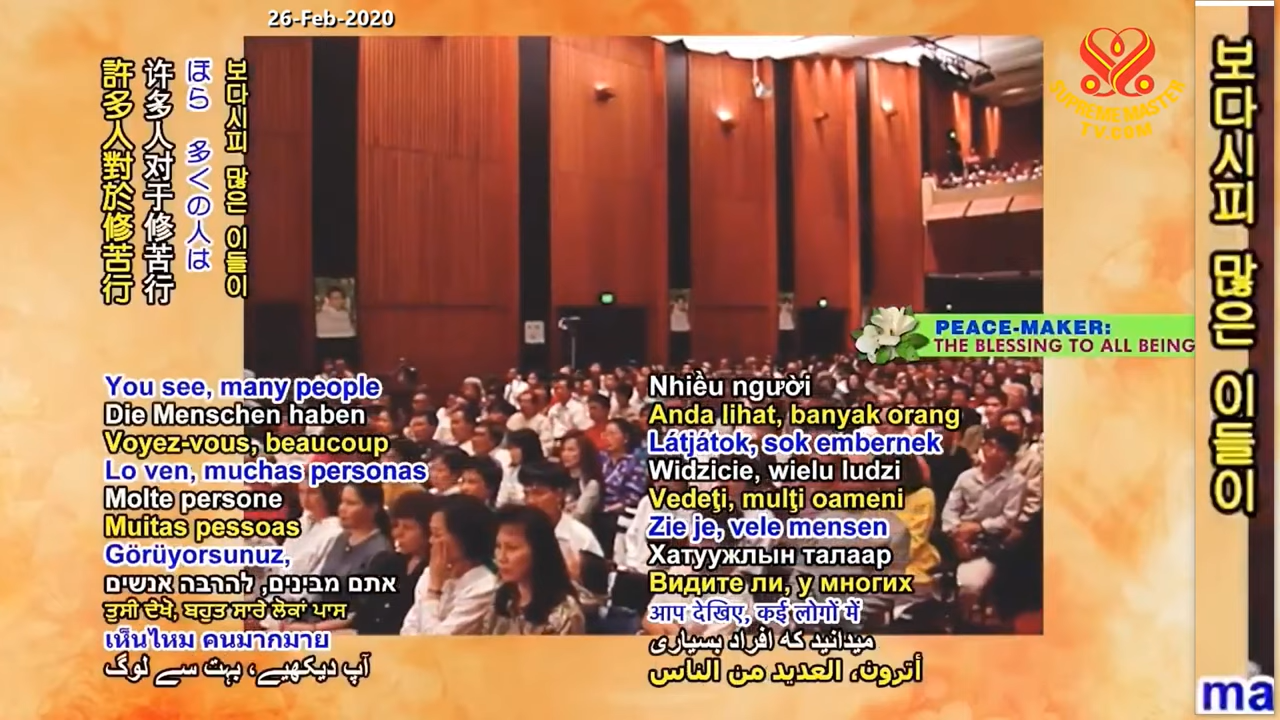 26-Feb-2020
許多人對於修苦行
许多人对于修苦行
ほら 多くの人は
보다시피 많은 이들이
SUPREME MASTER
TV.COM
PEACE-MAKER:
THE BLESSING TO ALL BEING
You see, many people
Die Menschen haben
Voyez-vous, beaucoup
Lo ven, muchas personas
Molte persone
Muitas pessoas
Görüyorsunuz,
אתם מבינים, להרבה אנשים
ਤੁਸੀ ਦੇਖੋ, ਬਹੁਤ ਸਾਰੇ ਲੋਕਾਂ ਪਾਸ
เห็นไหม คนมากมาย
آپ دیکھیے، بہت سے لوگ
Nhiều người
Anda lihat, banyak orang
Látjátok, sok embernek
Widzicie, wielu ludzi
Vedeţi, mulţi oameni
Zie je, vele mensen
Хатуужлын талаар
Видите ли, у многих
आप देखिए, कई लोगों में
میدانید که افراد بسیاری
أترون، العديد من الناس
보다시피 많은 이들이
ma